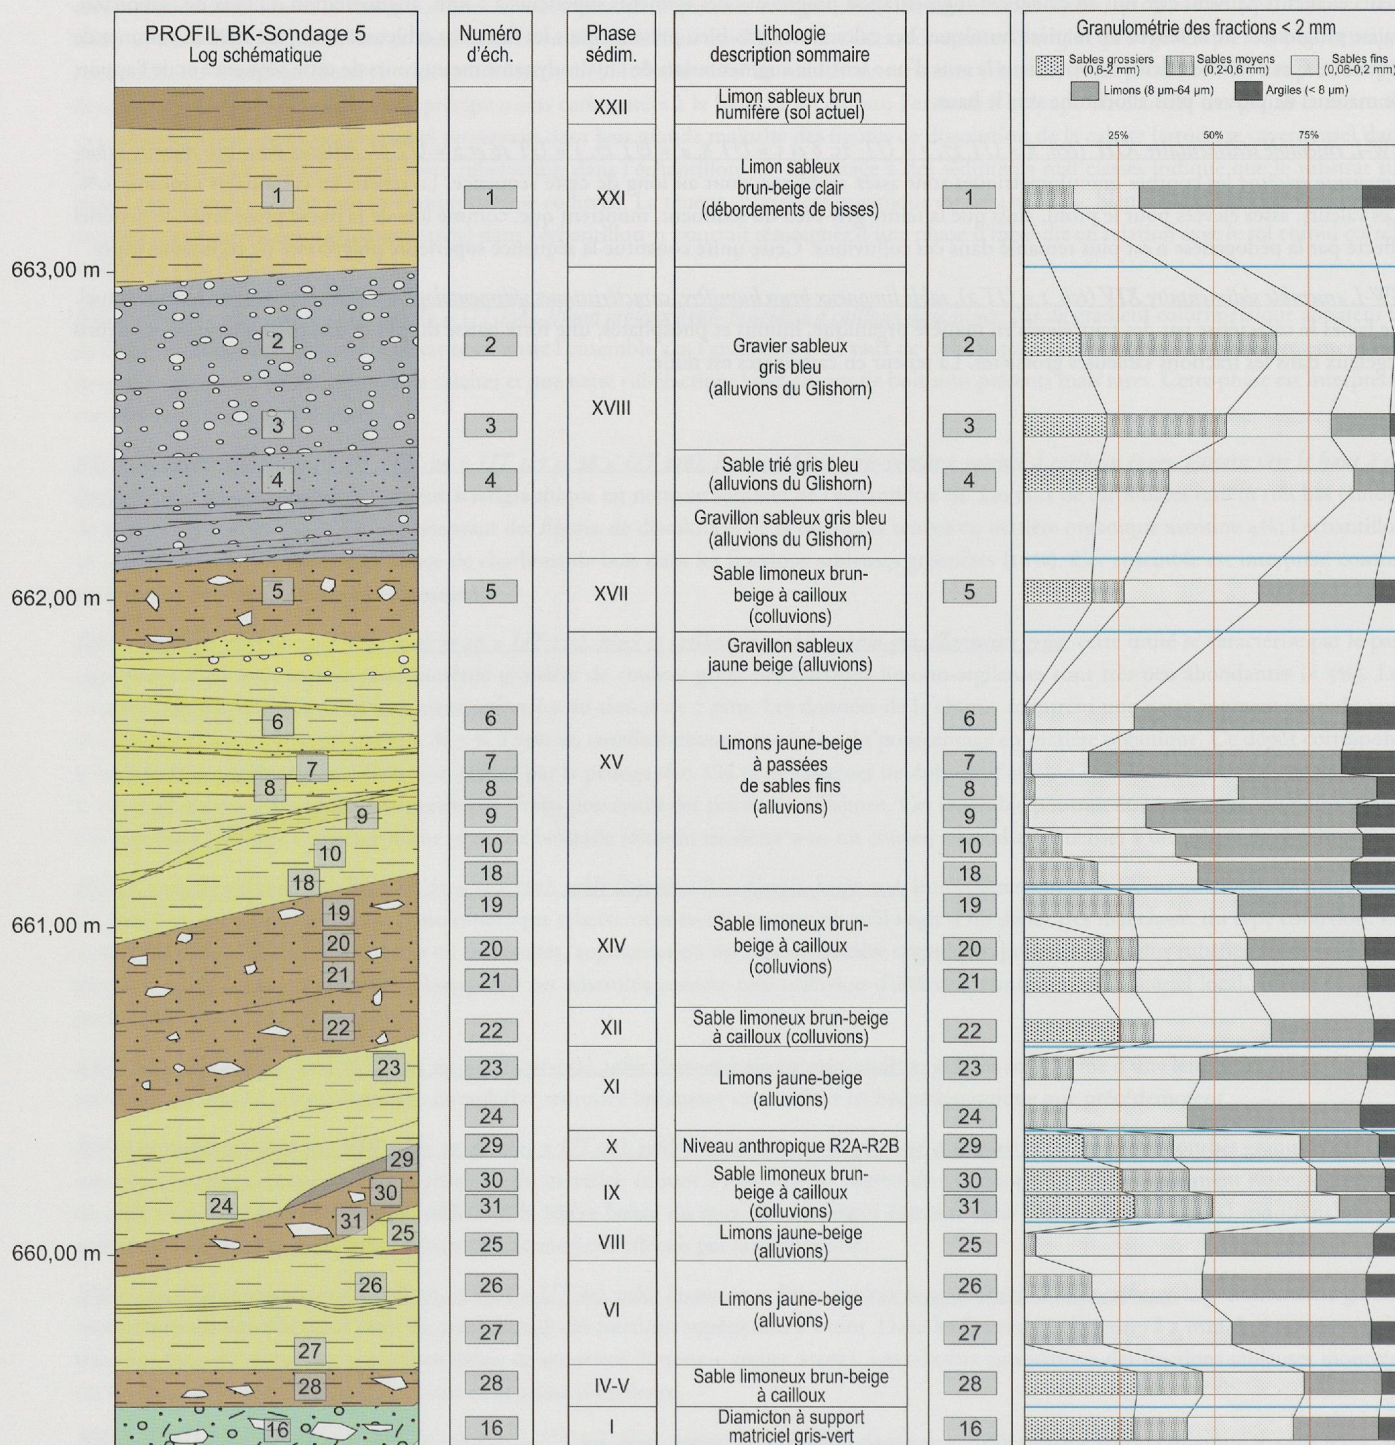 PROFIL BK-Sondage 5
Log schématique
Numéro
d'éch.
Phase
sédim.
Lithologie
description sommaire
Granulométrie des fractions < 2 mm
Sables grossiers
(0,6-2 mm)
Sables moyens
(0,2-0,6 mm)
Sables fins
(0,06-0,2 mm)
Limons (8 µm-64 µm)
Argiles (< 8 µm)
25%
50%
75%
663,00 m
662,00 m
661,00 m
660,00 m
1
2
3
4
5
6
7
8
9
10
18
19
20
21
22
23
29
30
24
31
25
26
27
28
16
1
2
3
4
5
6
7
8
9
10
18
19
20
21
22
23
24
29
30
31
25
26
27
28
16
XXII
XXI
XVIII
XVII
XV
XIV
XII
XI
X
IX
VIII
VI
IV-V
I
Limon sableux brun
humifère (sol actuel)
Limon sableux
brun-beige clair
(débordements de bisses)
Gravier sableux
gris bleu
(alluvions du Glishorn)
Sable trié gris bleu
(alluvions du Glishorn)
Gravillon sableux gris bleu
(alluvions du Glishorn)
Sable limoneux brun-
beige à cailloux
(colluvions)
Gravillon sableux
jaune beige (alluvions)
Limons jaune-beige
à passées
de sables fins
(alluvions)
Sable limoneux brun-
beige à cailloux
(colluvions)
Sable limoneux brun-beige
à cailloux (colluvions)
Limons jaune-beige
(alluvions)
Niveau anthropique R2A-R2B
Sable limoneux brun-
beige à cailloux
(colluvions)
Limons jaune-beige
(alluvions)
Limons jaune-beige
(alluvions)
Sable limoneux brun-beige
à cailloux
Diamicton à support
matriciel gris-vert
1
2
3
4
5
6
7
8
9
10
18
19
20
21
22
23
24
29
30
31
25
26
27
28
16